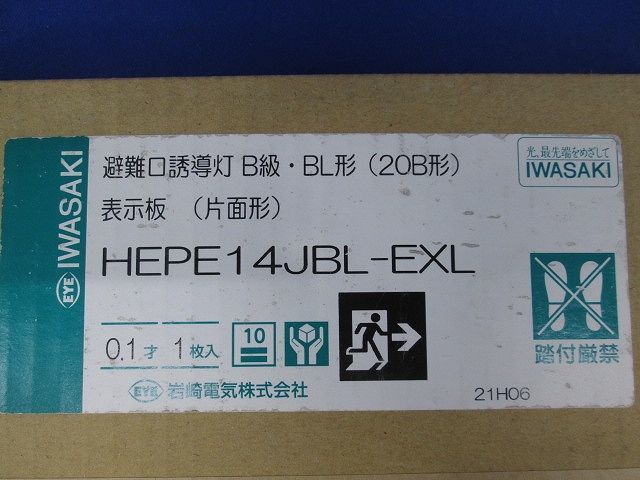 EYE IWASAKI
避難口誘導灯 B級・BL形（20B形）
表示板 （片面形）
HEPE14JBL-EXL
光、最先端をめざして
IWASAKI
0.1才 1枚入
10
踏付厳禁
EYE 岩崎電気株式会社
21H06